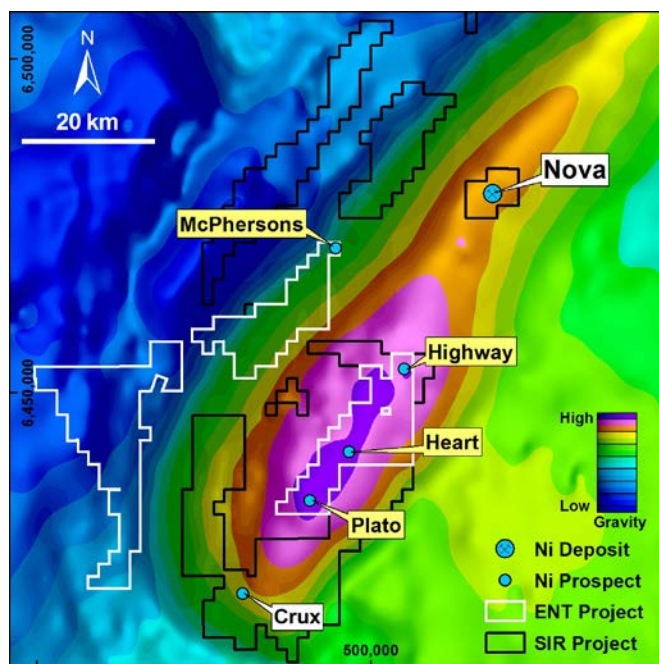 6,500,000
N
20 km
Nova
McPhersons
Highway
6,450,000
High
Heart
Low
Gravity
Plato
Ni Deposit
Ni Prospect
Crux
ENT Project
500,000
SIR Project